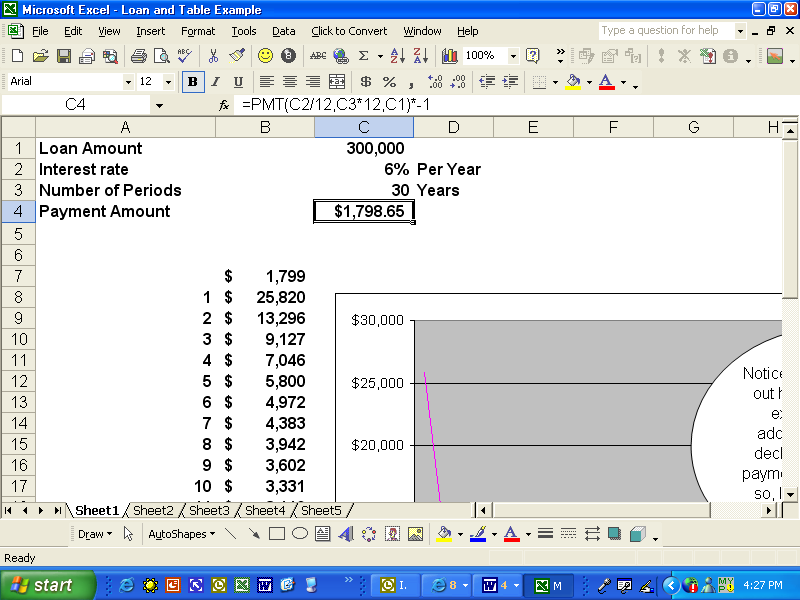 Microsoft Excel - Loan and Table Example
File Edit View Insert Format Tools Data Click to Convert Window Help Type a question for help
ABC Σ A Z Z A 100% ?
Arial 12 B I U $ % , .00
C4 fx =PMT(C2/12,C3*12,C1)*-1
A B C D E F G H
1 Loan Amount 300,000
2 Interest rate 6% Per Year
3 Number of Periods 30 Years
4 Payment Amount $1,798.65
5
6
7 $ 1,799
8 1 $ 25,820
9 2 $ 13,296 $30,000
10 3 $ 9,127
11 4 $ 7,046 Notice
12 5 $ 5,800 $25,000 out h
13 6 $ 4,972
14 7 $ 4,383 add
15 8 $ 3,942 $20,000 decl
16 9 $ 3,602 payme
17 10 $ 3,331 so,
Sheet1 Sheet2 Sheet3 Sheet4 Sheet5
Draw AutoShapes A A
Ready
start I. 8 4 M 4:27 PM